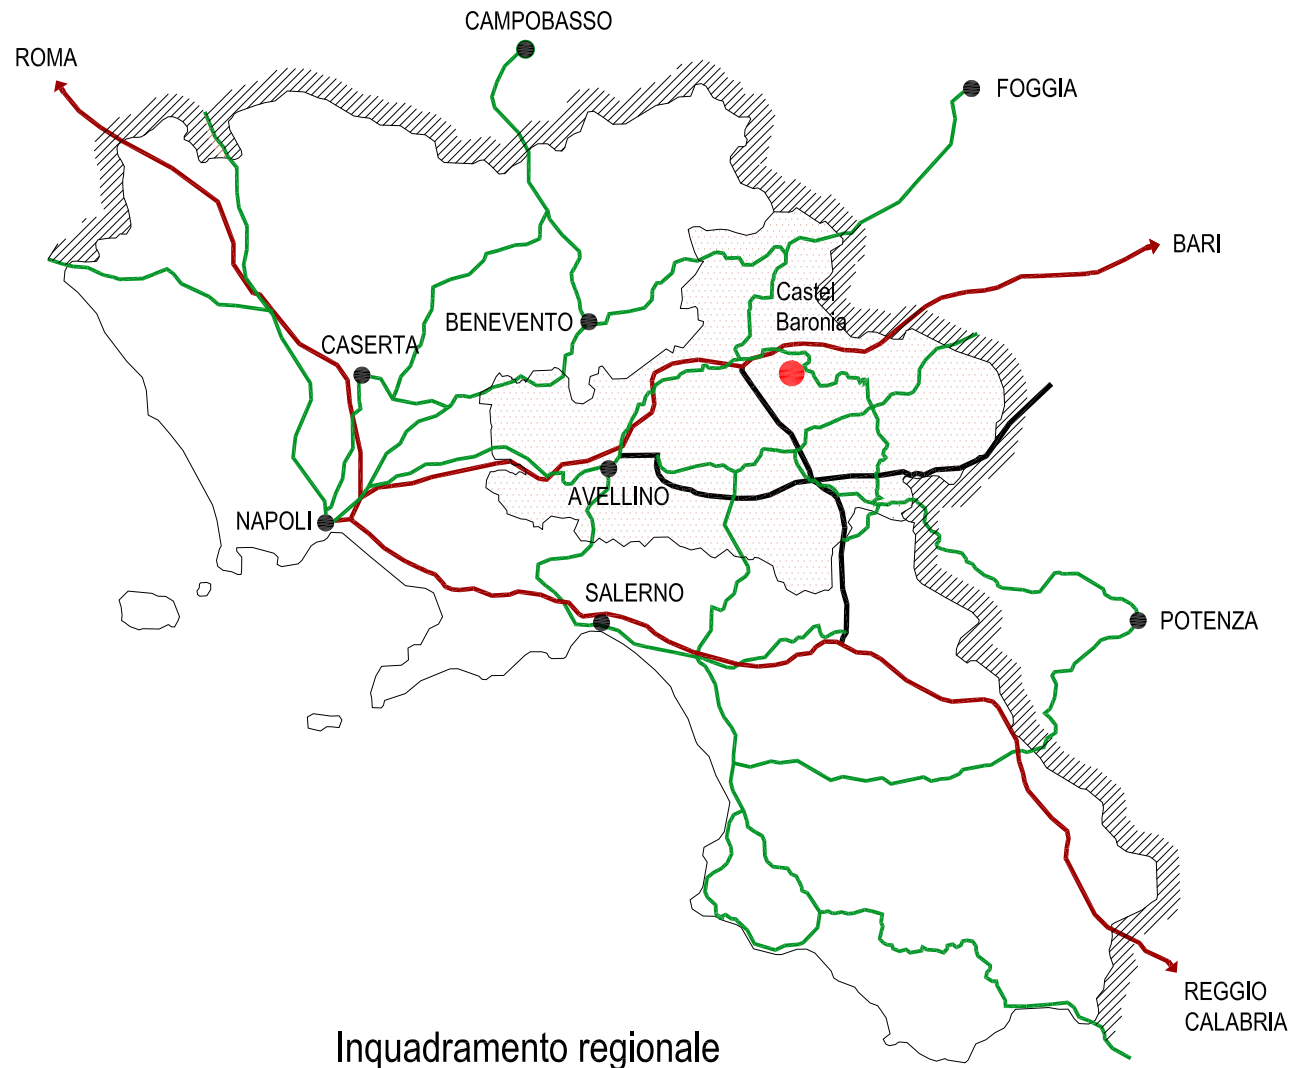 CAMPOBASSO
ROMA
FOGGIA
BARI
Castel
Baronia
BENEVENTO
CASERTA
AVELLINO
NAPOLI
SALERNO
POTENZA
REGGIO
CALABRIA
Inquadramento regionale